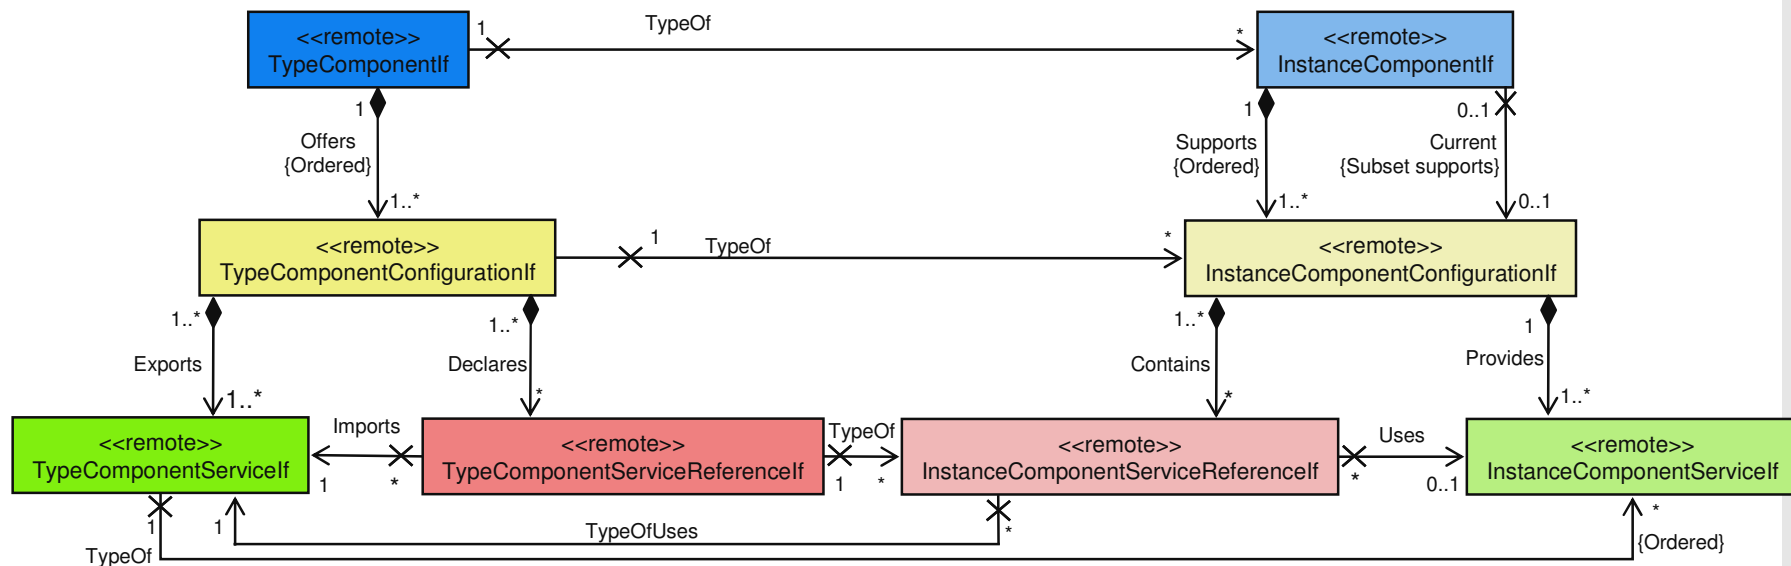 TypeOf
1
*
<<remote>>
TypeComponentIf
<<remote>>
InstanceComponentIf
1
1
0..1
Offers
{Ordered}
Supports
{Ordered}
Current
{Subset supports}
1..*
1..*
0..1
<<remote>>
TypeComponentConfigurationIf
1
TypeOf
*
<<remote>>
InstanceComponentConfigurationIf
1..*
1..*
1..*
1
Exports
Declares
Contains
Provides
1..*
*
*
1..*
<<remote>>
TypeComponentServiceIf
Imports
1
*
<<remote>>
TypeComponentServiceReferenceIf
TypeOf
1
*
<<remote>>
InstanceComponentServiceReferenceIf
Uses
*
0..1
<<remote>>
InstanceComponentServiceIf
1
1
TypeOfUses
*
*
TypeOf
{Ordered}